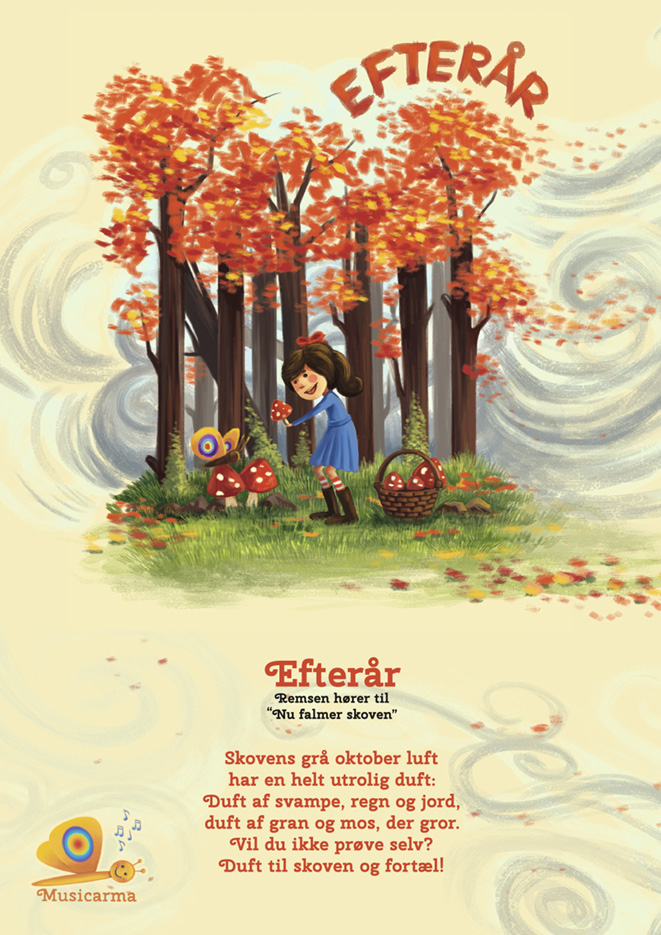 EFTERÅR
Efterår
Remsen hører til
“Nu falmer skoven”
Skovens grå oktober luft
har en helt utrolig duft:
Duft af svampe, regn og jord,
duft af gran og mos, der gror.
Vil du ikke prøve selv?
Duft til skoven og fortæl!
Musicarma